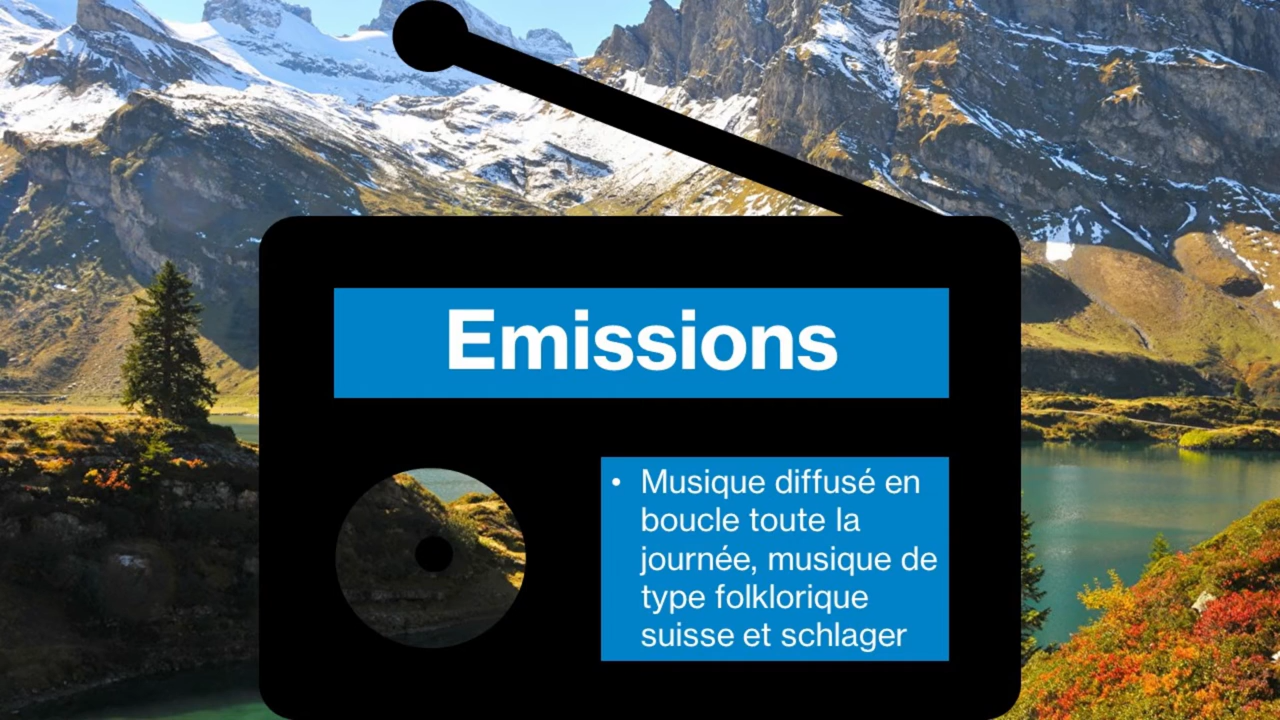 Emissions
• Musique diffusé en
boucle toute la
journée, musique de
type folklorique
suisse et schlager